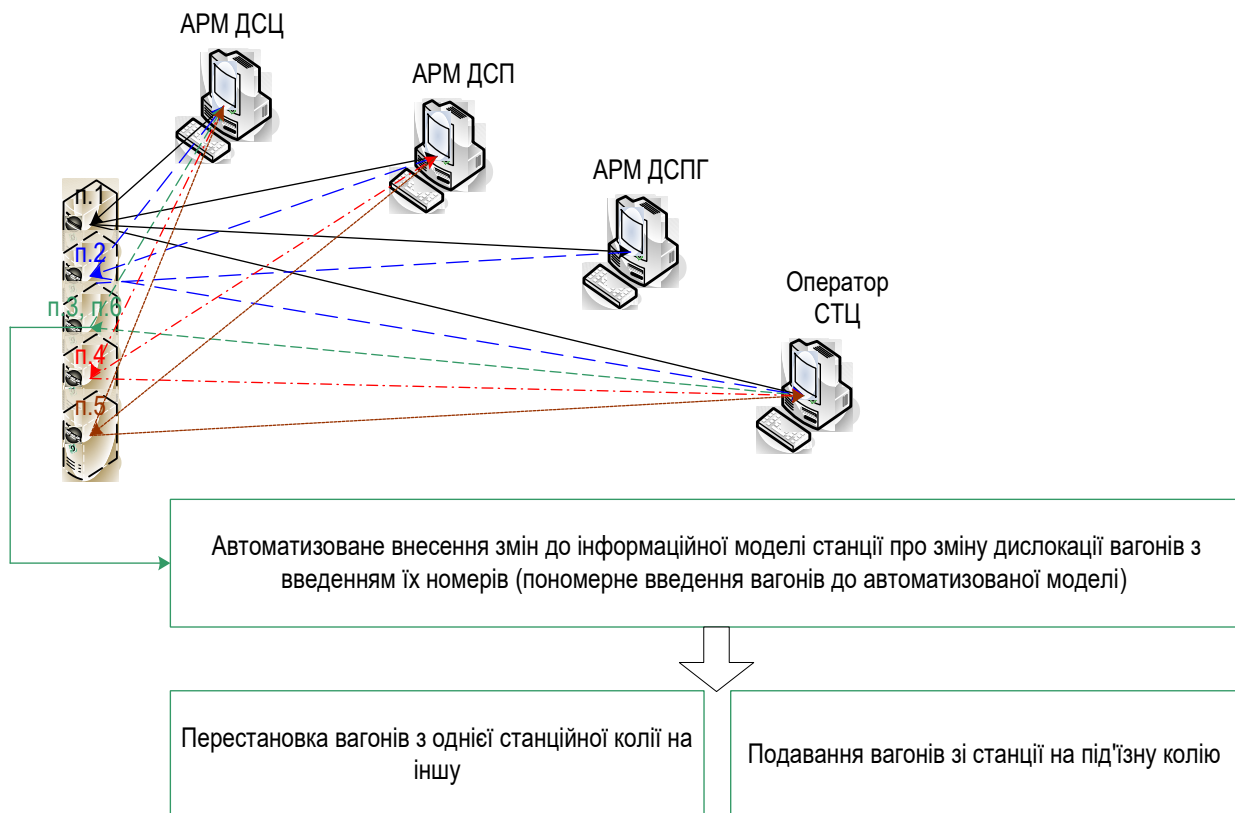 АРМ ДСЦ
АРМ ДСП
АРМ ДСПГ
Оператор
СТЦ
п.1
п.2
п.3, п.6
п.4
п.5
Автоматизоване внесення змін до інформаційної моделі станції про зміну дислокації вагонів з
введенням їх номерів (пономерне введення вагонів до автоматизованої моделі)
Перестановка вагонів з однієї станційної колії на
іншу
Подавання вагонів зі станції на під'їзну колію